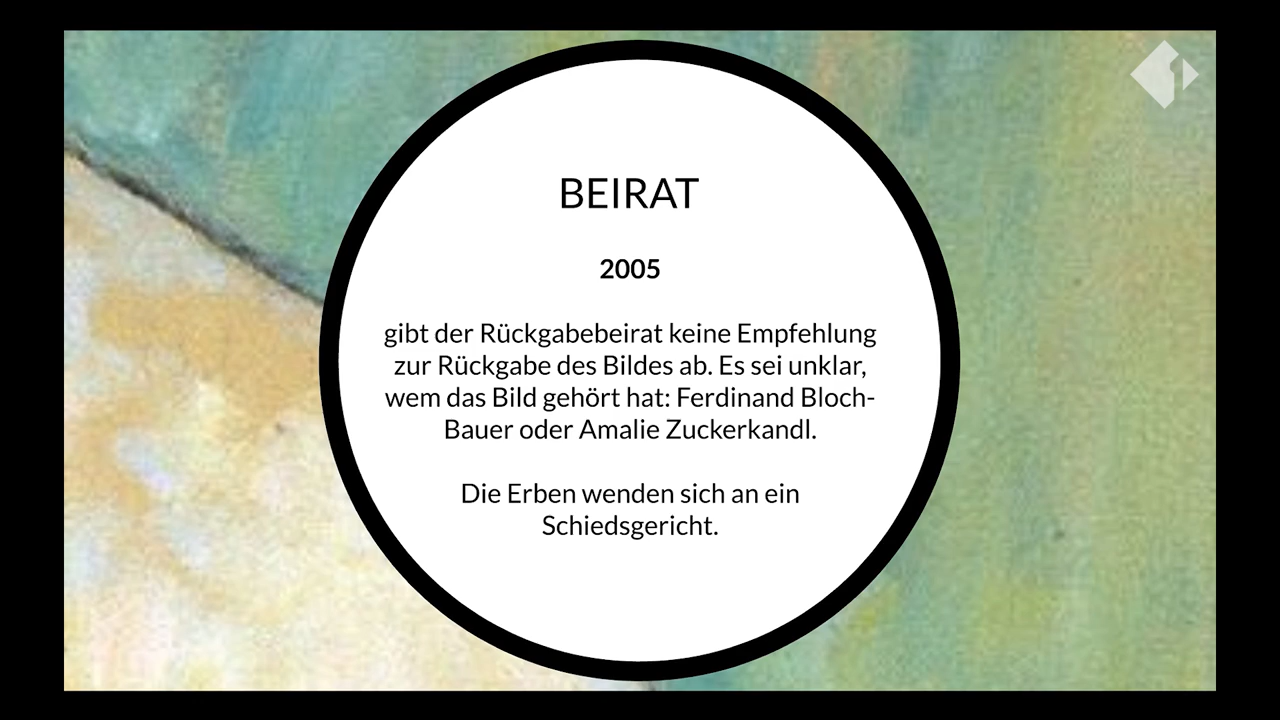 BEIRAT
2005
gibt der Rückgabebeirat keine Empfehlung
zur Rückgabe des Bildes ab. Es sei unklar,
wem das Bild gehört hat: Ferdinand Bloch-
Bauer oder Amalie Zuckerkandl.
Die Erben wenden sich an ein
Schiedsgericht.